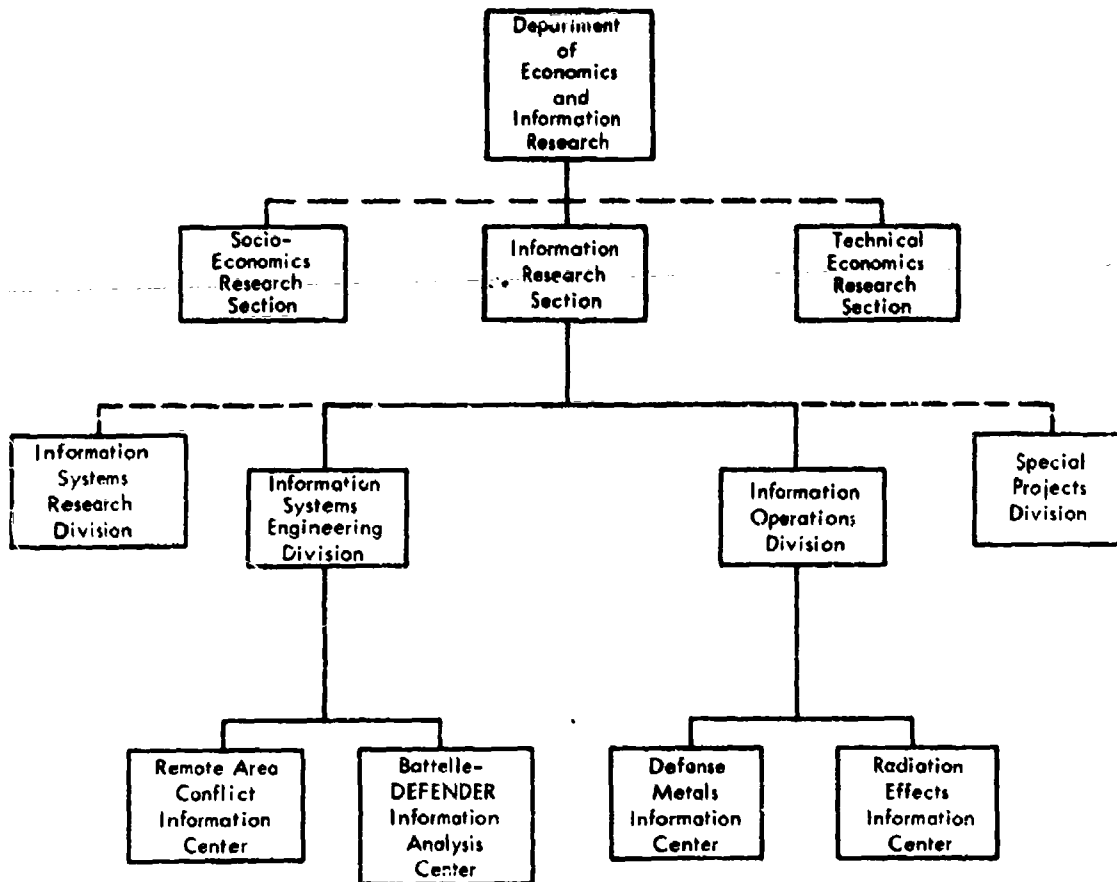 Department
of
Economics
and
Information
Research
Socio-
Economics
Research
Section
Information
Research
Section
Technical
Economics
Research
Section
Information
Systems
Research
Division
Information
Systems
Engineering
Division
Information
Operations
Division
Special
Projects
Division
Remote Area
Conflict
Information
Center
Battelle-
DEFENDER
Information
Analysis
Center
Defense
Metals
Information
Center
Radiation
Effects
Information
Center